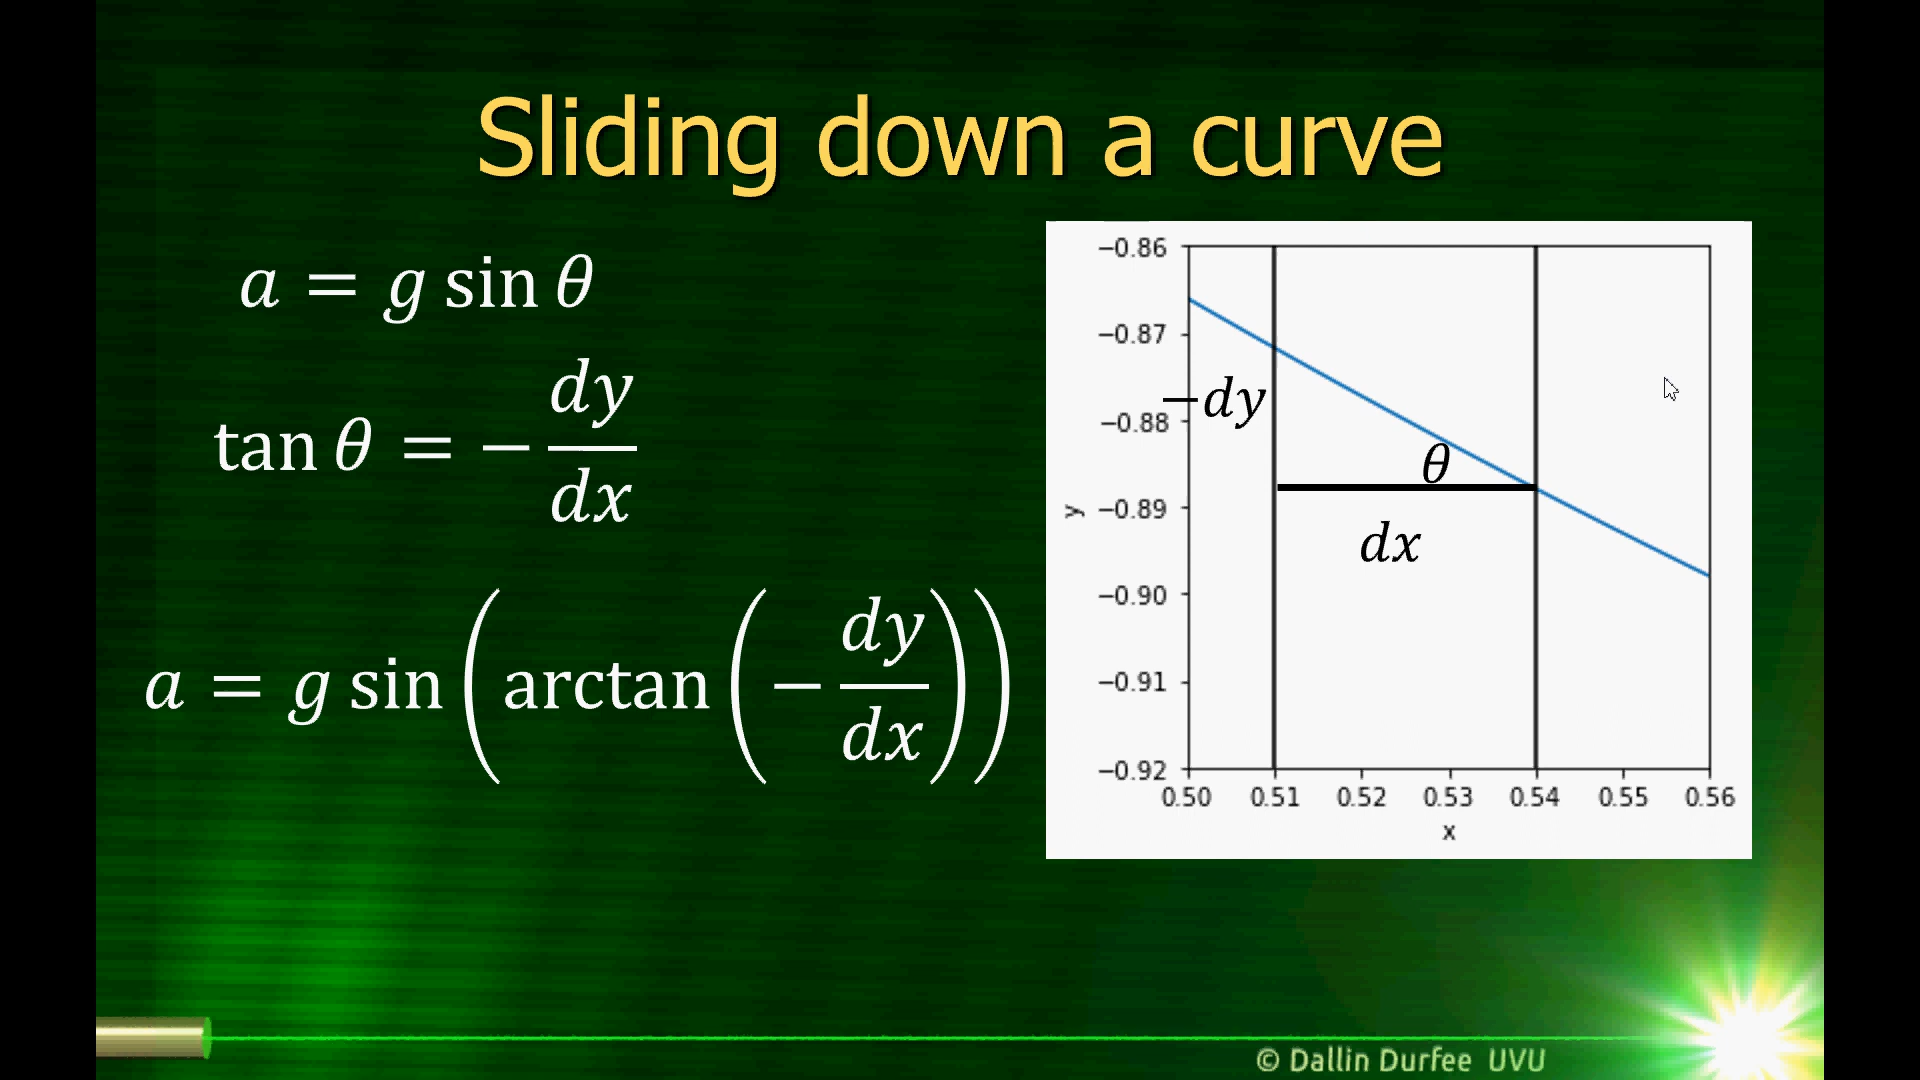 Sliding down a curve
a = g sin θ
tan θ = − dy/dx
a = g sin(arctan(− dy/dx))
−0.86
−0.87
−0.88
−0.89
−0.90
−0.91
−0.92
y
−dy
θ
dx
0.50 0.51 0.52 0.53 0.54 0.55 0.56
x
© Dallin Durfee UVU